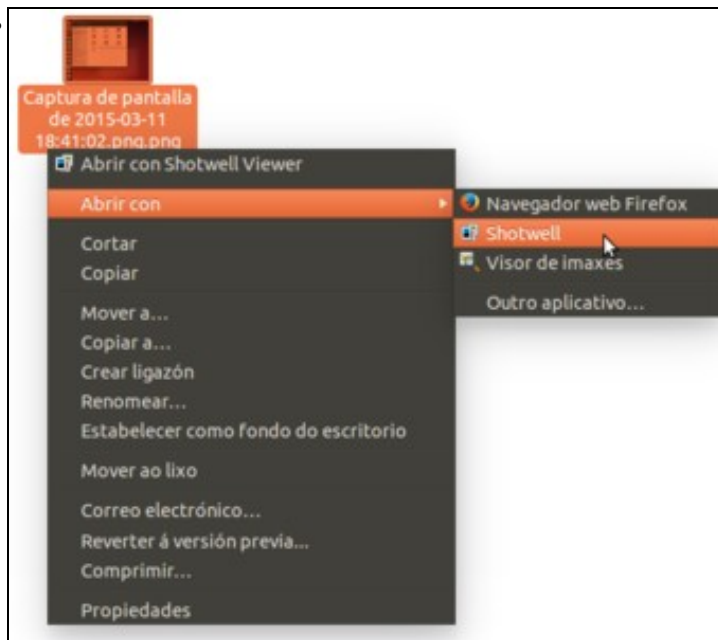 Captura de pantalla
de 2015-03-11
18:41:02.png.png
Abrir con Shotwell Viewer
Abrir con
Cortar
Copiar
Mover a...
Copiar a...
Crear ligazón
Renomear...
Estabelecer como fondo do escritorio
Mover ao lixo
Correo electrónico...
Reverter á versión previa...
Comprimir...
Propiedades
Navegador web Firefox
Shotwell
Visor de imaxes
Outro aplicativo...